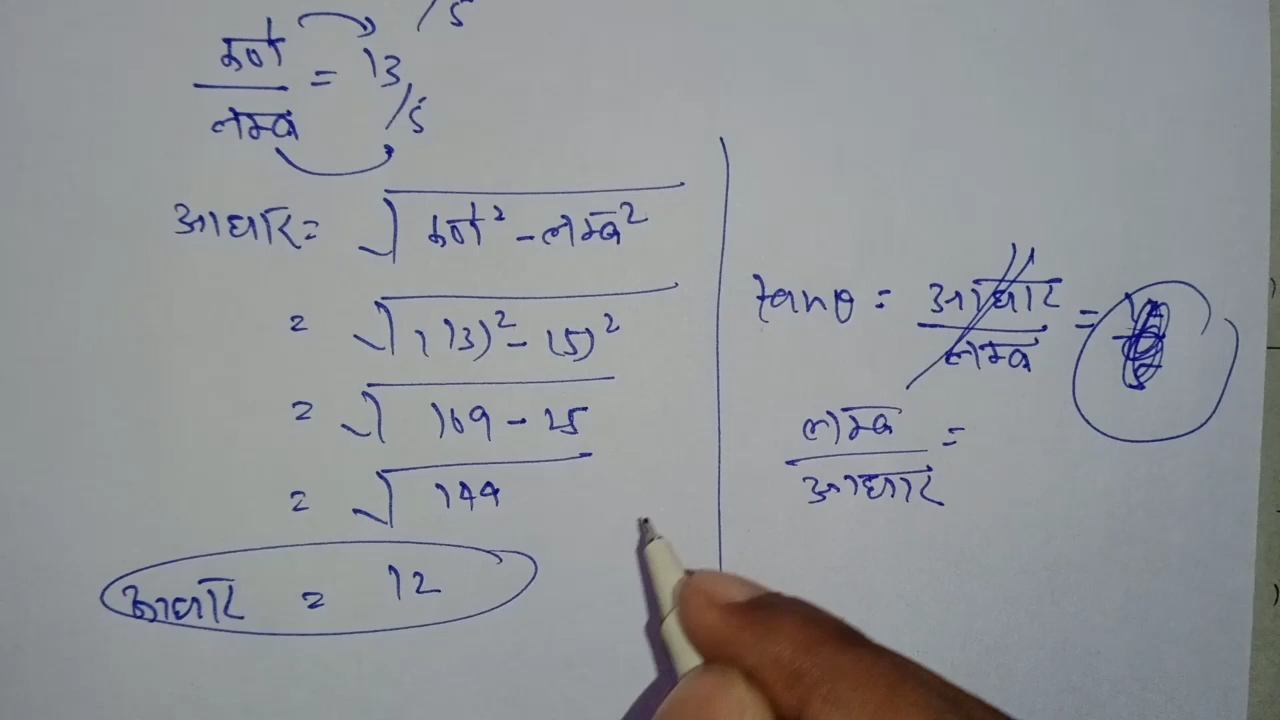 /5
कर्ण/लम्ब = 13/5
आधार = √कर्ण² - लम्ब²
= √(13)² - (5)²
= √169 - 25
= √144
आधार = 12
tanθ = आधार/लम्ब =
लम्ब/आधार =